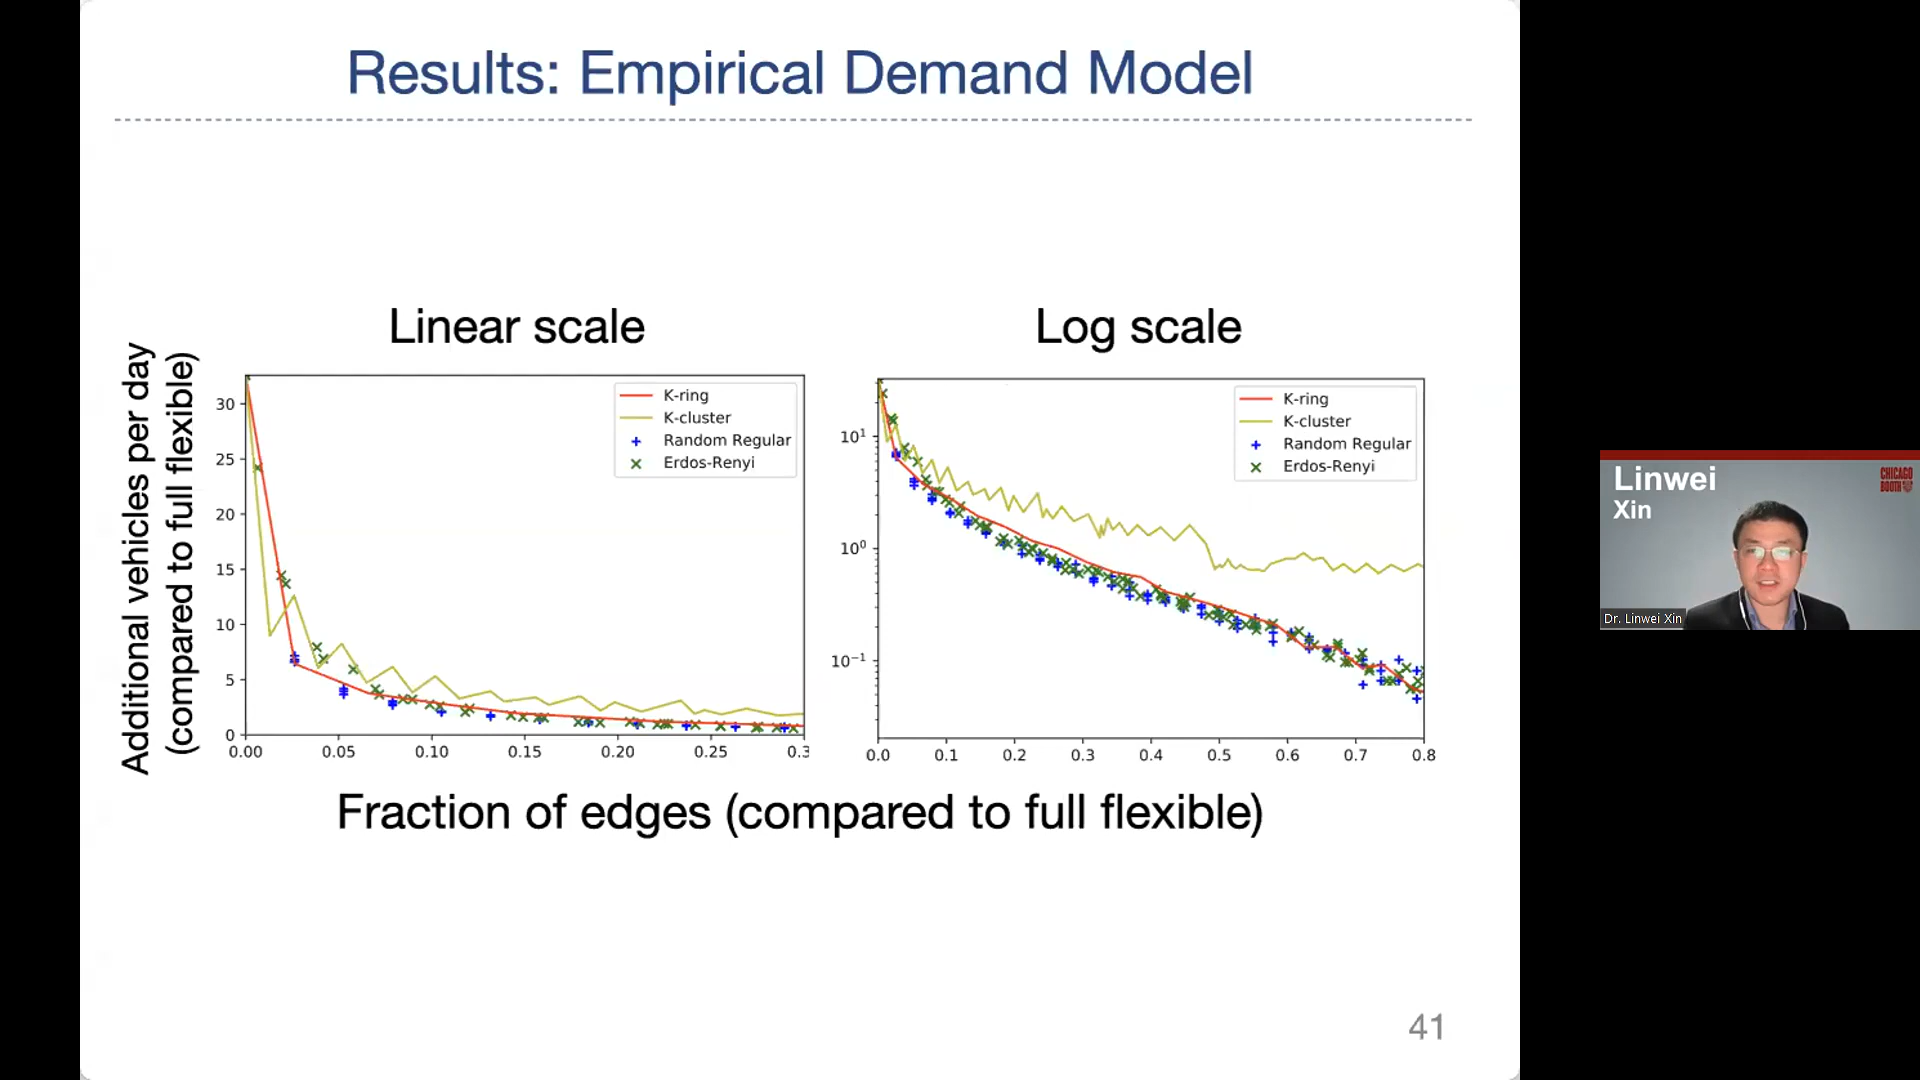 Results: Empirical Demand Model
Linear scale
Log scale
Additional vehicles per day
(compared to full flexible)
30
25
20
15
10
5
0
0.00
0.05
0.10
0.15
0.20
0.25
0.3
K-ring
K-cluster
Random Regular
Erdos-Renyi
10¹
10⁰
10⁻¹
0.0
0.1
0.2
0.3
0.4
0.5
0.6
0.7
0.8
K-ring
K-cluster
Random Regular
Erdos-Renyi
Fraction of edges (compared to full flexible)
41
Linwei
Xin
CHICAGO
BOOTH
Dr. Linwei Xin